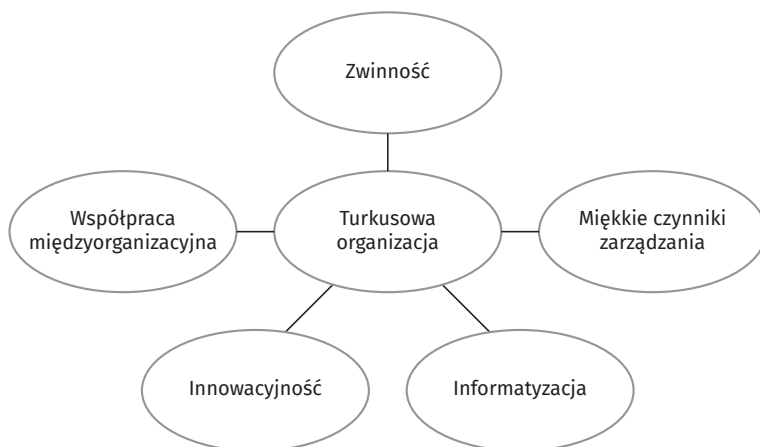 Zwinność
Współpraca
międzyorganizacyjna
Turkusowa
organizacja
Miękkie czynniki
zarządzania
Innowacyjność
Informatyzacja